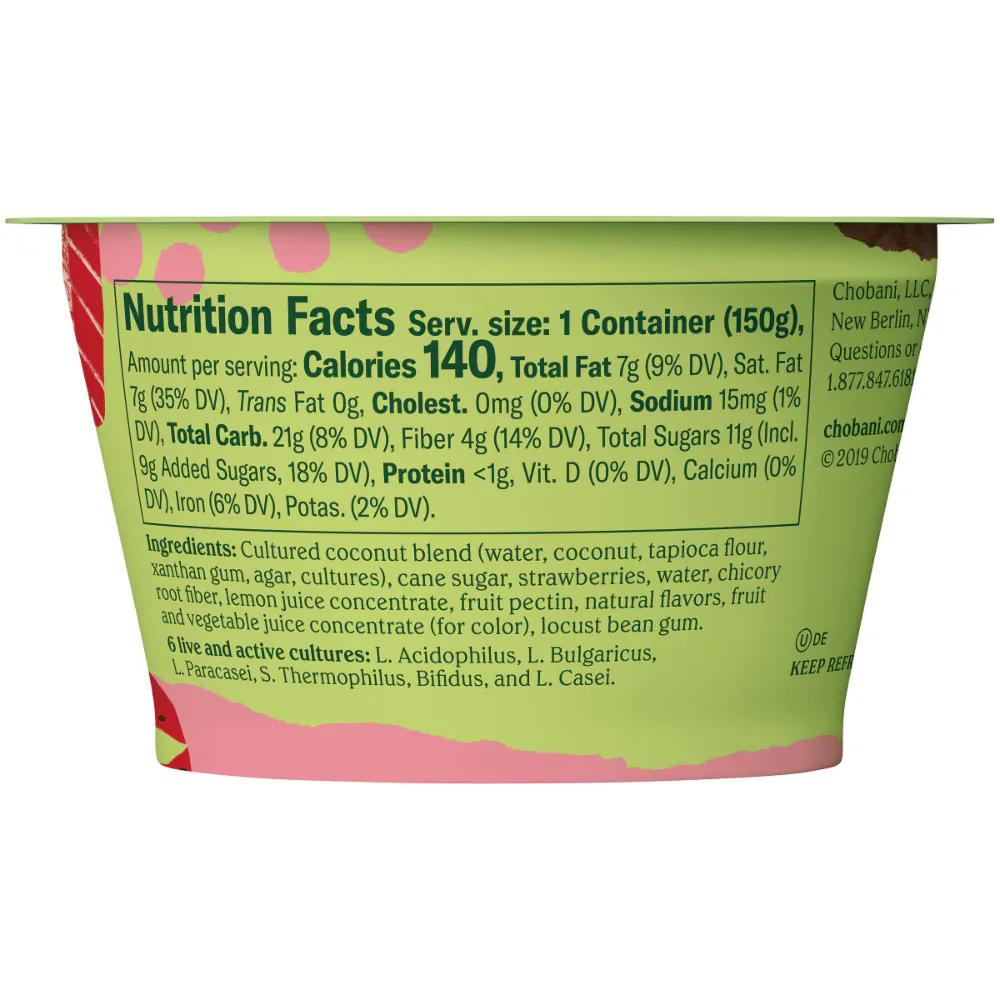 Nutrition Facts Serv. size: 1 Container (150g),
Amount per serving: Calories 140, Total Fat 7g (9% DV), Sat. Fat
7g (35% DV), Trans Fat 0g, Cholest. 0mg (0% DV), Sodium 15mg (1%
DV), Total Carb. 21g (8% DV), Fiber 4g (14% DV), Total Sugars 11g (Incl.
9g Added Sugars, 18% DV), Protein <1g, Vit. D (0% DV), Calcium (0%
DV), Iron (6% DV), Potas. (2% DV).
Ingredients: Cultured coconut blend (water, coconut, tapioca flour,
xanthan gum, agar, cultures), cane sugar, strawberries, water, chicory
root fiber, lemon juice concentrate, fruit pectin, natural flavors, fruit
and vegetable juice concentrate (for color), locust bean gum.
6 live and active cultures: L. Acidophilus, L. Bulgaricus,
L. Paracasei, S. Thermophilus, Bifidus, and L. Casei.
Chobani, LLC,
New Berlin,
Questions or
1.877.847.6181
chobani.com
© 2019
U DE
KEEP